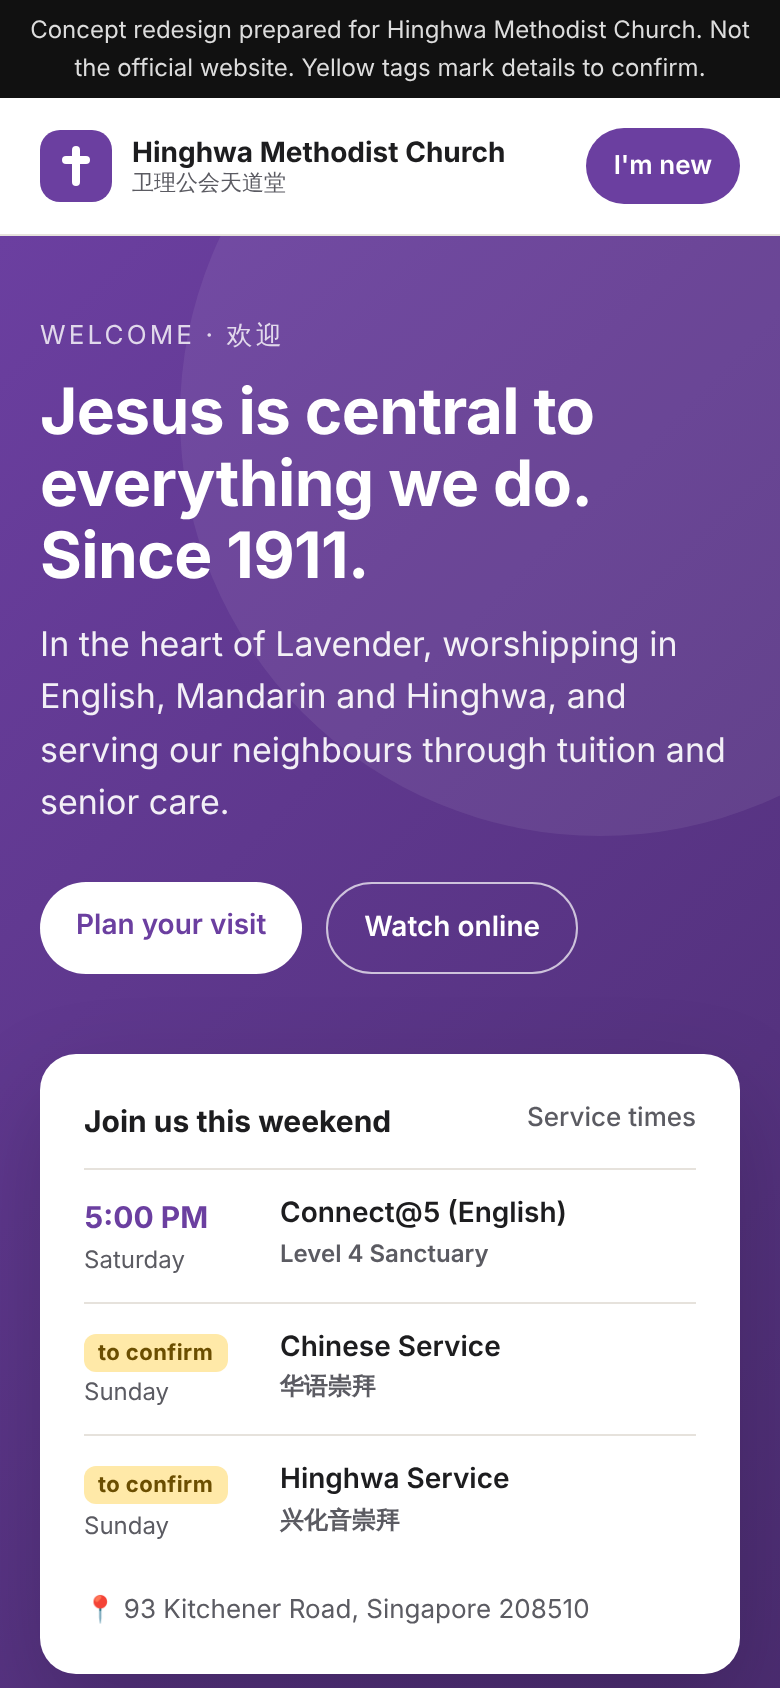 Concept redesign prepared for Hinghwa Methodist Church. Not
the official website. Yellow tags mark details to confirm.
Hinghwa Methodist Church
卫理公会天道堂
I'm new
WELCOME · 欢迎
Jesus is central to
everything we do.
Since 1911.
In the heart of Lavender, worshipping in
English, Mandarin and Hinghwa, and
serving our neighbours through tuition and
senior care.
Plan your visit
Watch online
Join us this weekend
Service times
5:00 PM
Connect@5 (English)
Saturday
Level 4 Sanctuary
to confirm
Chinese Service
Sunday
华语崇拜
to confirm
Hinghwa Service
Sunday
兴化音崇拜
📍 93 Kitchener Road, Singapore 208510